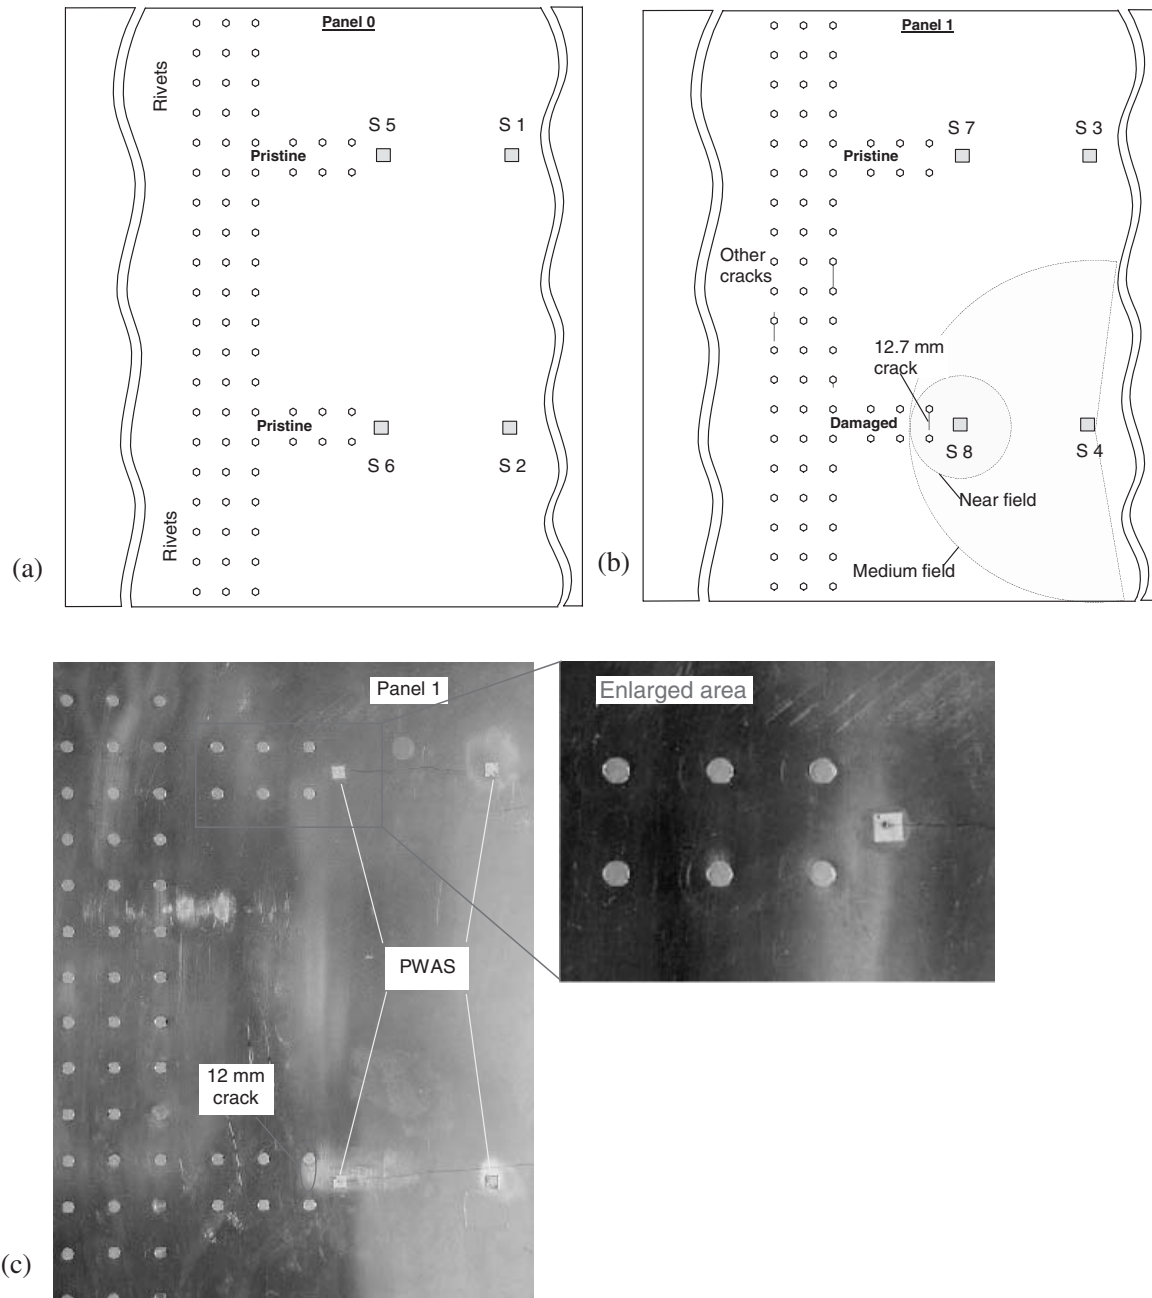 Panel 0
Rivets
S 5
S 1
Pristine
Pristine
S 6
S 2
Rivets
(a)
Panel 1
S 7
S 3
Pristine
Other
cracks
12.7 mm
crack
Damaged
S 8
S 4
Near field
Medium field
(b)
Panel 1
Enlarged area
PWAS
12 mm
crack
(c)